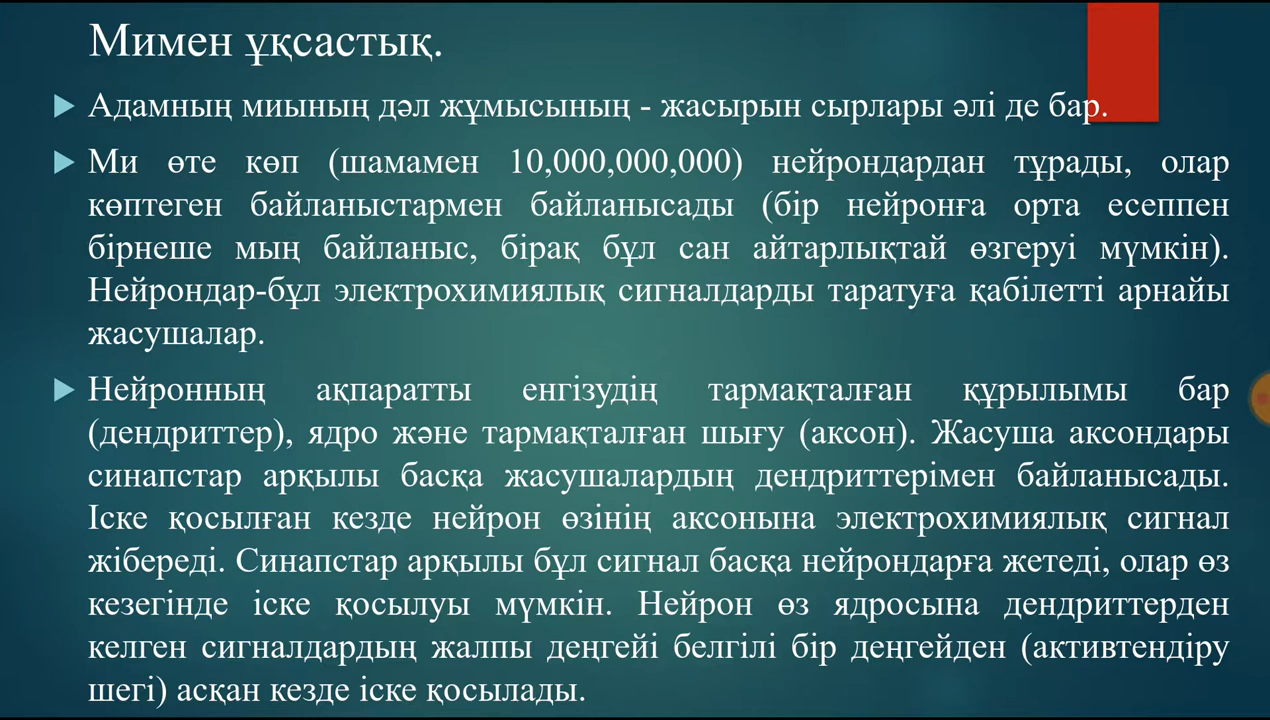 Мимен ұқсастық.
Адамның миының дәл жұмысының - жасырын сырлары әлі де бар.
Ми өте көп (шамамен 10,000,000,000) нейрондардан тұрады, олар
көптеген байланыстармен байланысады (бір нейронға орта есеппен
бірнеше мың байланыс, бірақ бұл сан айтарлықтай өзгеруі мүмкін).
Нейрондар-бұл электрохимиялық сигналдарды таратуға қабілетті арнайы
жасушалар.
Нейронның ақпаратты енгізудің тармақталған құрылымы бар
(дендриттер), ядро және тармақталған шығу (аксон). Жасуша аксондары
синапстар арқылы басқа жасушалардың дендриттерімен байланысады.
Іске қосылған кезде нейрон өзінің аксонына электрохимиялық сигнал
жібереді. Синапстар арқылы бұл сигнал басқа нейрондарға жетеді, олар өз
кезегінде іске қосылуы мүмкін. Нейрон өз ядросына дендриттерден
келген сигналдардың жалпы деңгейі белгілі бір деңгейден (активтендіру
шегі) асқан кезде іске қосылады.